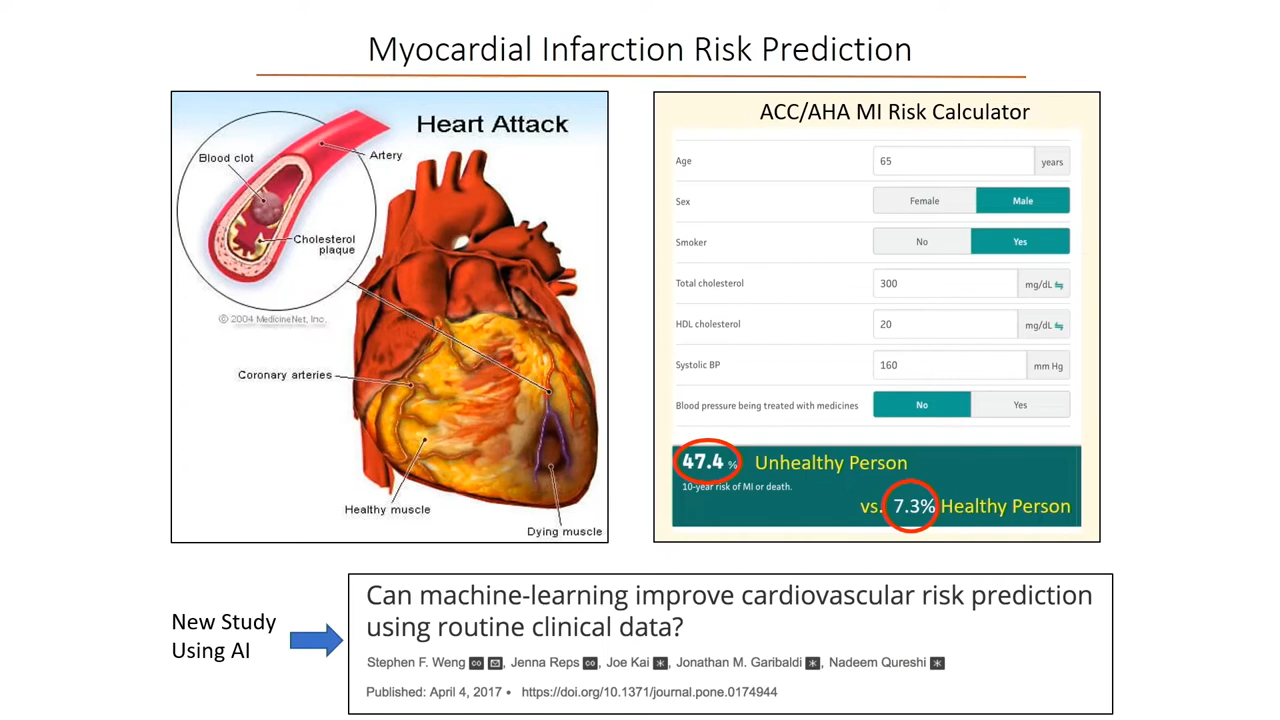 Myocardial Infarction Risk Prediction
Heart Attack
Blood clot
Artery
Cholesterol
plaque
© 2004 MedicineNet, Inc.
Coronary arteries
Healthy muscle
Dying muscle
ACC/AHA MI Risk Calculator
Age 65 years
Sex Female Male
Smoker No Yes
Total cholesterol 300 mg/dL
HDL cholesterol 20 mg/dL
Systolic BP 160 mm Hg
Blood pressure being treated with medicines No Yes
47.4 % Unhealthy Person
10-year risk of MI or death.
vs. 7.3% Healthy Person
New Study
Using AI
Can machine-learning improve cardiovascular risk prediction
using routine clinical data?
Stephen F. Weng, Jenna Reps, Joe Kai, Jonathan M. Garibaldi, Nadeem Qureshi
Published: April 4, 2017 • https://doi.org/10.1371/journal.pone.0174944